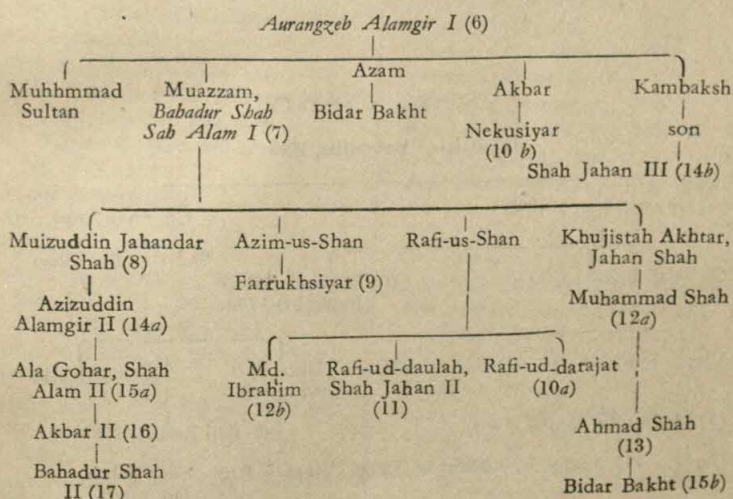 Aurangzeb Alamgir I (6)
Muhhmmad
Sultan
Muazzam,
Bahadur Shah
Sah Alam I (7)
Azam
Bidar Bakht
Akbar
Nekusiyar
(10 b)
Kambaksh
son
Shah Jahan III (14b)
Muizuddin Jahandar
Shah (8)
Azizuddin
Alamgir II (14a)
Ala Gohar, Shah
Alam II (15a)
Akbar II (16)
Bahadur Shah
II (17)
Azim-us-Shan
Farrukhsiyar (9)
Rafi-us-Shan
Md.
Ibrahim
(12b)
Rafi-ud-daulah,
Shah Jahan II
(11)
Rafi-ud-darajat
(10a)
Khujistah Akhtar,
Jahan Shah
Muhammad Shah
(12a)
Ahmad Shah
(13)
Bidar Bakht (15b)